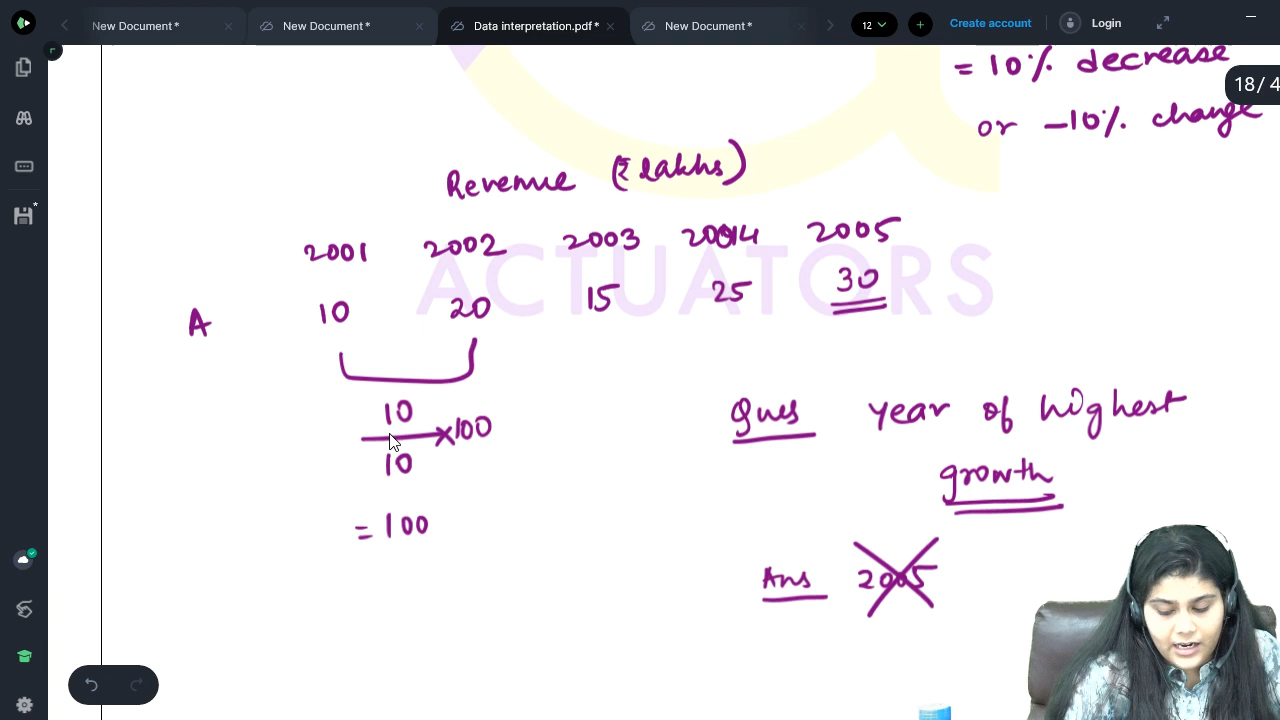 New Document *
New Document *
Data interpretation.pdf *
New Document *
12
Create account
Login
18/4
= 10% decrease
or -10% change
Revenue (₹ lakhs)
ACTUATORS
2001 2002 2003 2004 2005
A 10 20 15 25 30
10
10
×100
= 100
Ques year of highest
growth
Ans 2005